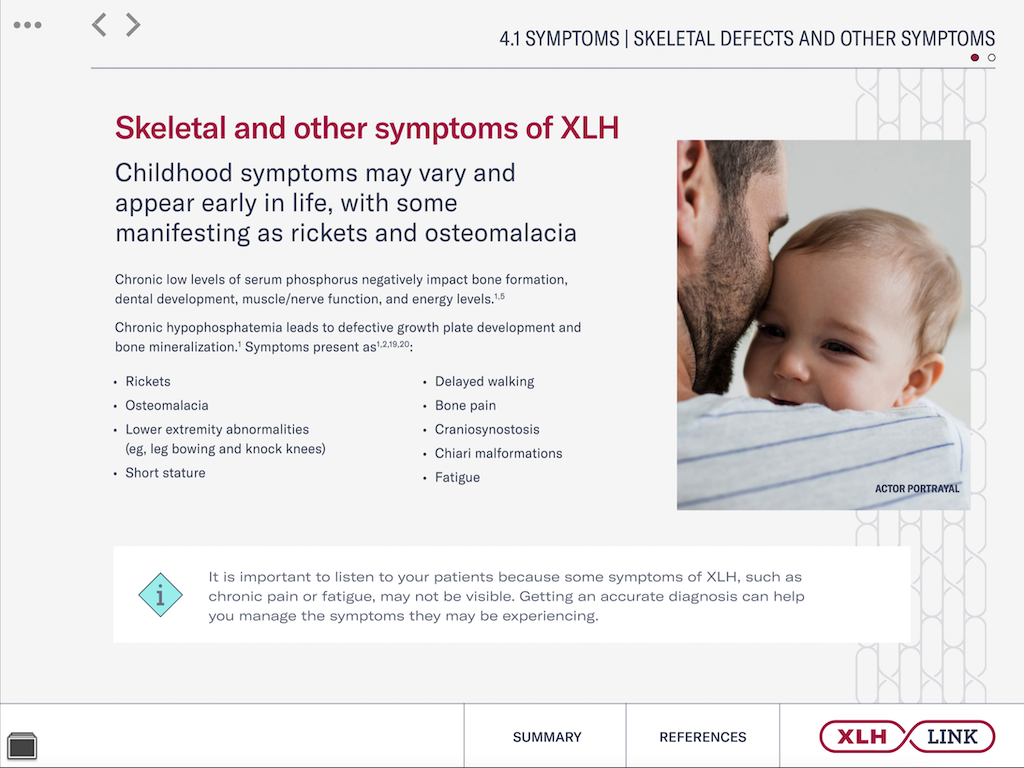 4.1 SYMPTOMS | SKELETAL DEFECTS AND OTHER SYMPTOMS
Skeletal and other symptoms of XLH
Childhood symptoms may vary and
appear early in life, with some
manifesting as rickets and osteomalacia
Chronic low levels of serum phosphorus negatively impact bone formation,
dental development, muscle/nerve function, and energy levels.1,5
Chronic hypophosphatemia leads to defective growth plate development and
bone mineralization.1 Symptoms present as1,2,19,20:
• Rickets
• Osteomalacia
• Lower extremity abnormalities
(eg, leg bowing and knock knees)
• Short stature
• Delayed walking
• Bone pain
• Craniosynostosis
• Chiari malformations
• Fatigue
ACTOR PORTRAYAL
i
It is important to listen to your patients because some symptoms of XLH, such as
chronic pain or fatigue, may not be visible. Getting an accurate diagnosis can help
you manage the symptoms they may be experiencing.
SUMMARY
REFERENCES
XLH LINK